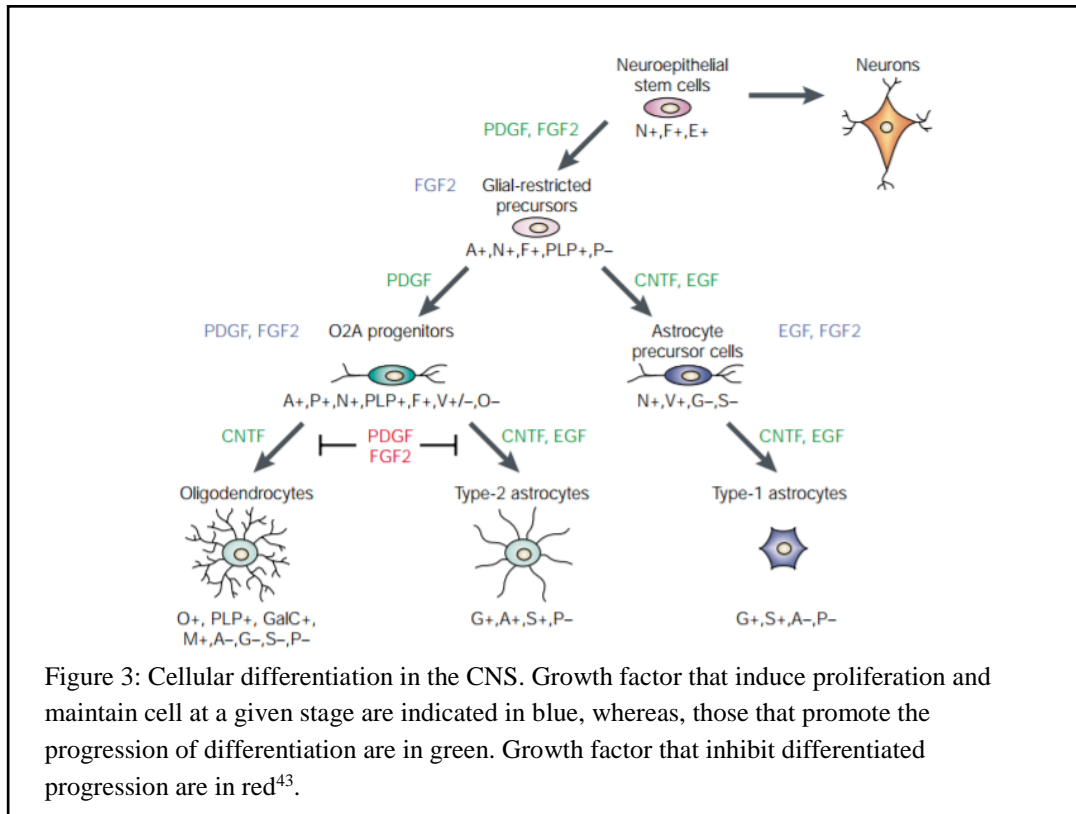 Neuroepithelial
stem cells
Neurons
N+,F+,E+
PDGF, FGF2
FGF2
Glial-restricted
precursors
A+,N+,F+,PLP+,P–
PDGF
CNTF, EGF
PDGF, FGF2
O2A progenitors
Astrocyte
precursor cells
EGF, FGF2
A+,P+,N+,PLP+,F+,V+/–,O–
N+,V+,G–,S–
CNTF
PDGF
FGF2
CNTF, EGF
CNTF, EGF
Oligodendrocytes
Type-2 astrocytes
Type-1 astrocytes
O+, PLP+, GalC+,
M+,A–,G–,S–,P–
G+,A+,S+,P–
G+,S+,A–,P–
Figure 3: Cellular differentiation in the CNS. Growth factor that induce proliferation and
maintain cell at a given stage are indicated in blue, whereas, those that promote the
progression of differentiation are in green. Growth factor that inhibit differentiated
progression are in red43.